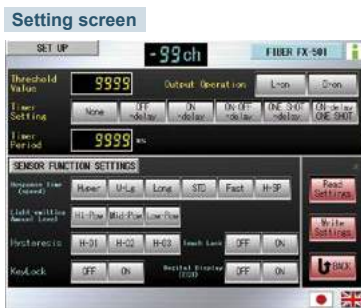 Setting screen
SET UP -99ch FIBER FX-501 i
Threshold Value 9999 Output Operation L-on D-on
Timer Setting None OFF -delay ON -delay ON-OFF -delay ONE SHOT -delay ON-delay ONE SHOT
Timer Period 9999 ms
SENSOR FUNCTION SETTINGS
Response Time (speed) Hyper U-Lg Long STD Fast H-SP Read Settings
Light-emitting Amount Level Hi-Pow Mid-Pow Low-Pow Write Settings
Hysteresis H-01 H-02 H-03 Teach Lock OFF ON
KeyLock OFF ON Digital Display OFF ON BACK